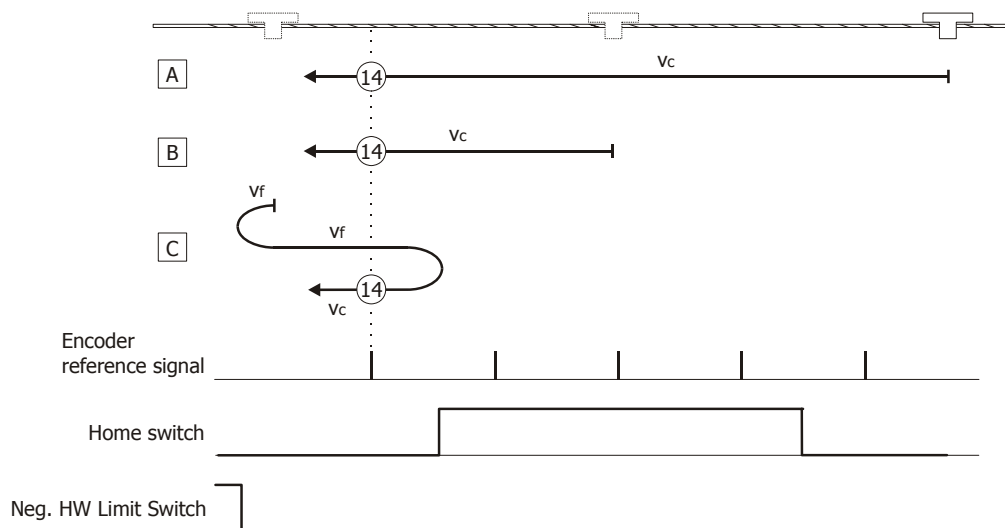 A
Vc
14
B
Vc
14
Vf
C
Vf
14
Vc
Encoder
reference signal
Home switch
Neg. HW Limit Switch